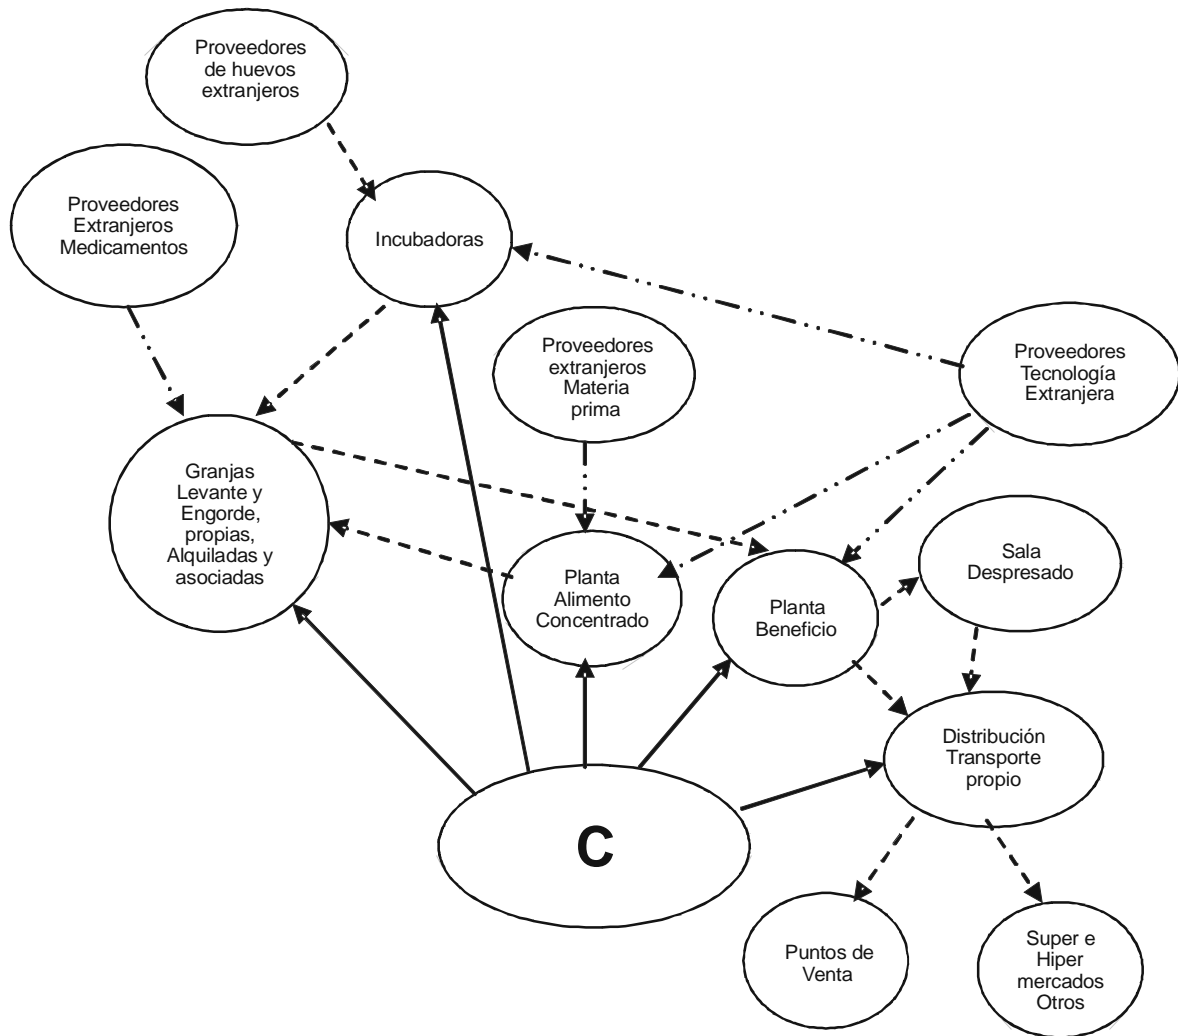 Proveedores
de huevos
extranjeros
Proveedores
Extranjeros
Medicamentos
Incubadoras
Proveedores
extranjeros
Materia
prima
Proveedores
Tecnología
Extranjera
Granjas
Levante y
Engorde,
propias,
Alquiladas y
asociadas
Planta
Alimento
Concentrado
Planta
Beneficio
Sala
Despresado
Distribución
Transporte
propio
C
Puntos de
Venta
Super e
Hiper
mercados
Otros